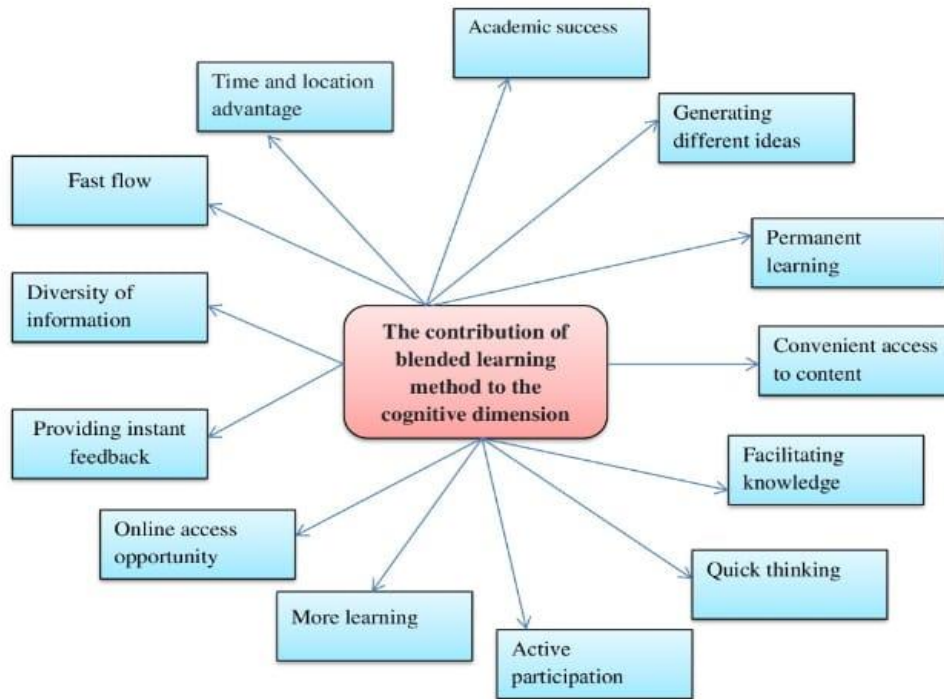 Academic success
Time and location
advantage
Generating
different ideas
Fast flow
Permanent
learning
Diversity of
information
The contribution of
blended learning
method to the
cognitive dimension
Convenient access
to content
Providing instant
feedback
Facilitating
knowledge
Online access
opportunity
Quick thinking
More learning
Active
participation